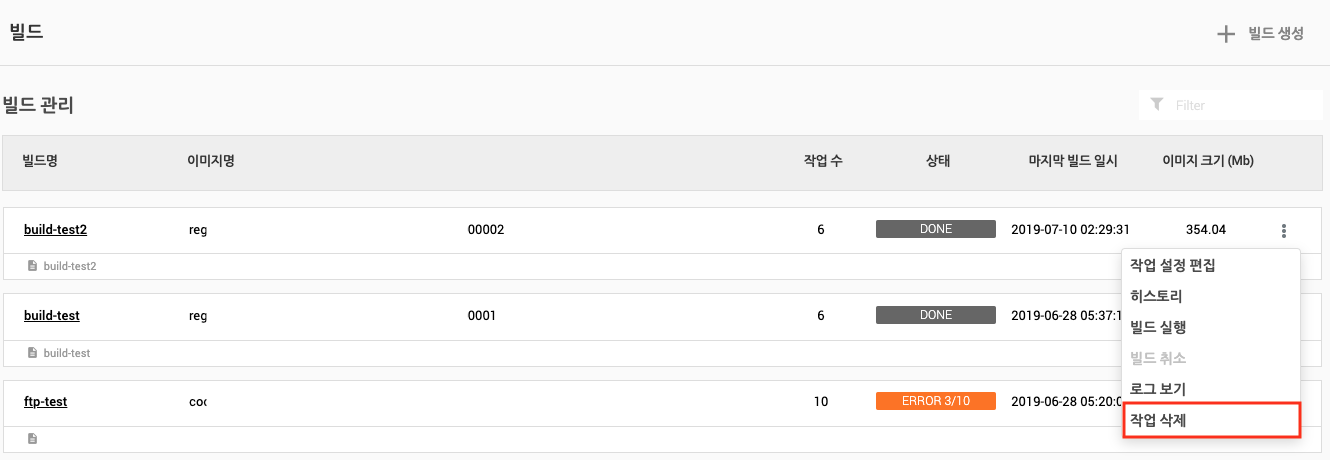 빌드
빌드 생성
빌드 관리
Filter
빌드명 이미지명 작업 수 상태 마지막 빌드 일시 이미지 크기 (Mb)
build-test2 reg 00002 6 DONE 2019-07-10 02:29:31 354.04
build-test2
작업 설정 편집
히스토리
build-test reg 0001 6 DONE 2019-06-28 05:37:1
빌드 실행
build-test
빌드 취소
로그 보기
ftp-test 10 ERROR 3/10 2019-06-28 05:20:0
작업 삭제